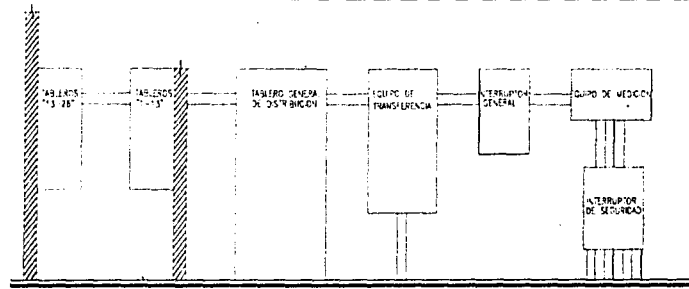 TABLEROS
"13-26"
TABLEROS
"1-13"
TABLERO GENERAL
DE DISTRIBUCION
EQUIPO DE
TRANSFERENCIA
INTERRUPTOR
GENERAL
EQUIPO DE MEDICION
INTERRUPTOR
DE SEGURIDAD